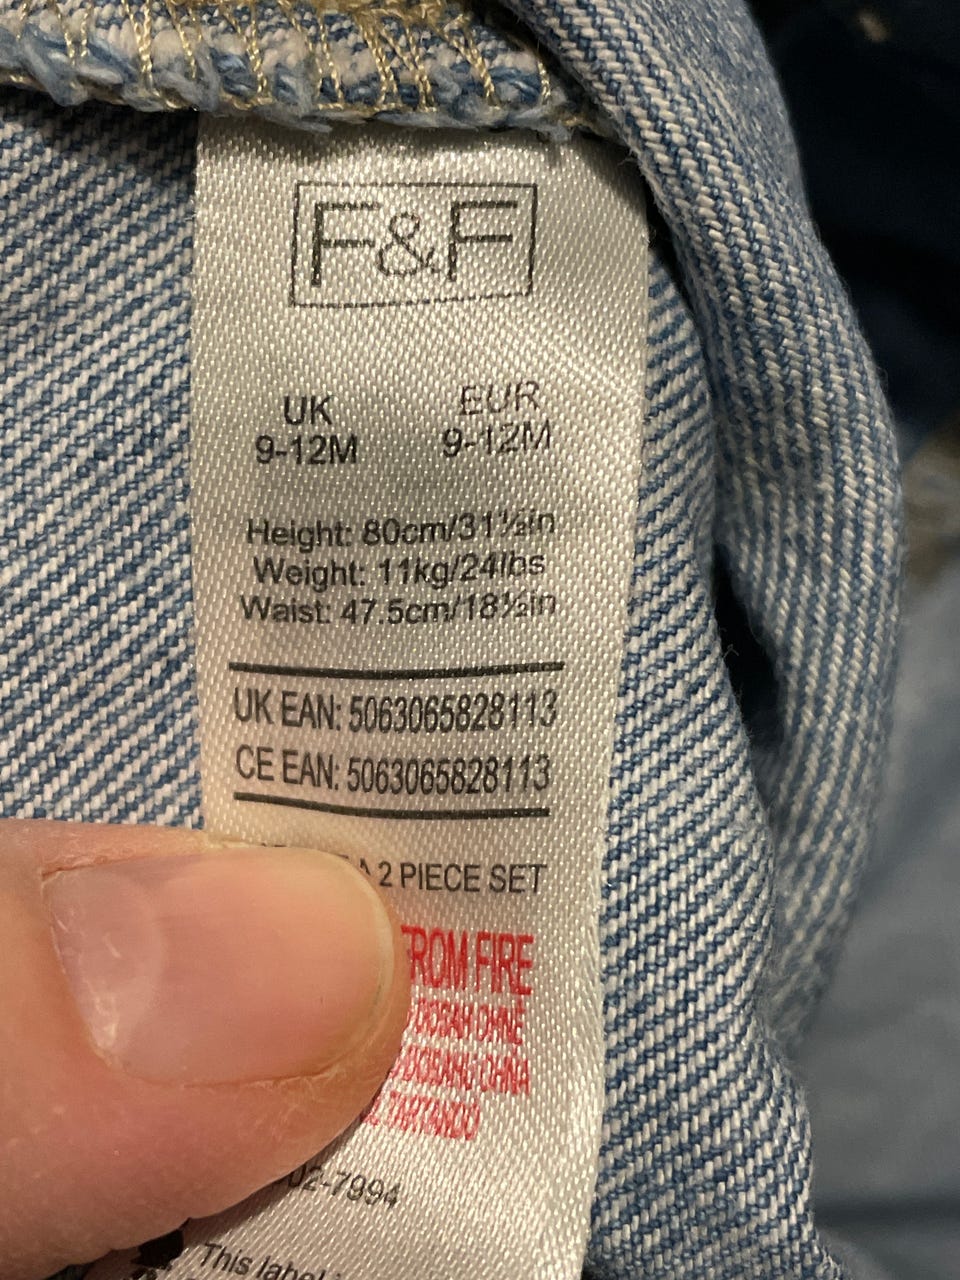 F&F
UK EUR
9-12M 9-12M
Height: 80cm/31½in
Weight: 11kg/24lbs
Waist: 47.5cm/18½in
UK EAN: 5063065828113
CE EAN: 5063065828113
A 2 PIECE SET
FROM FIRE
02-7994
This label